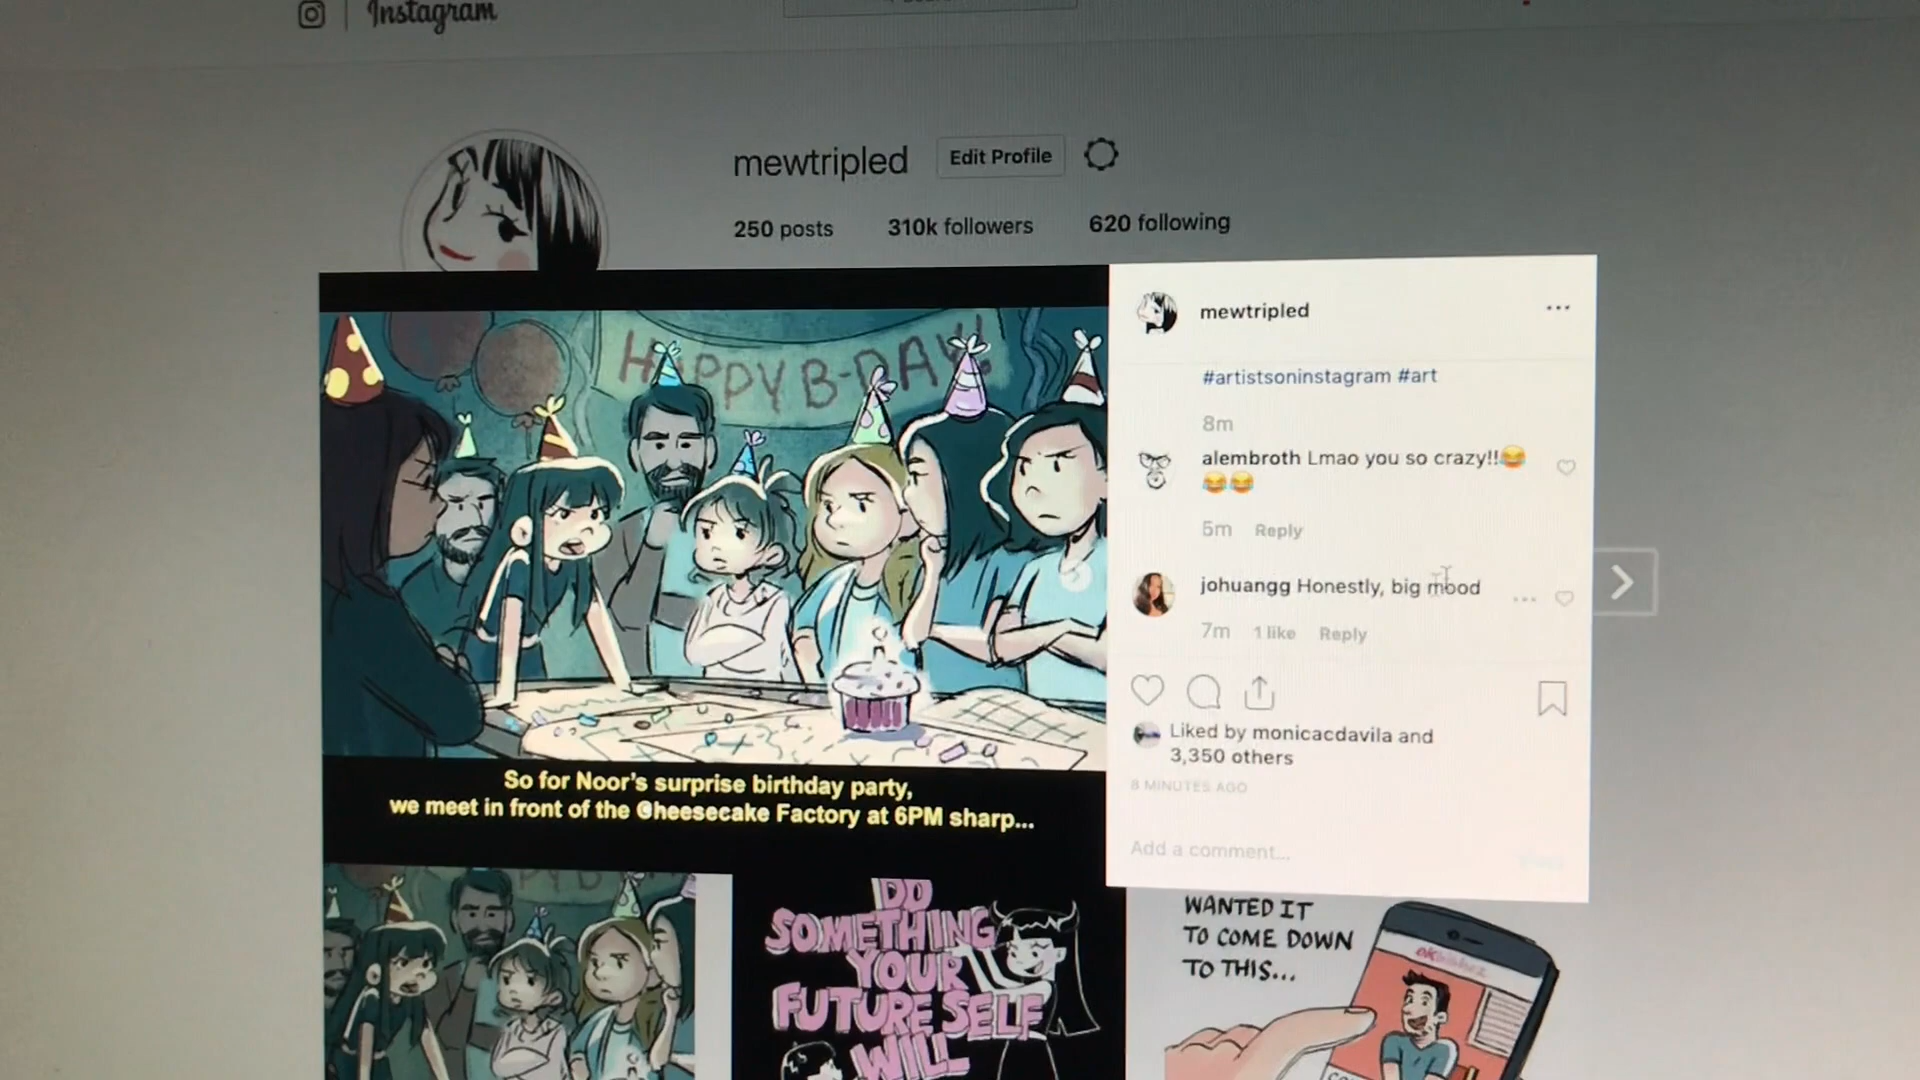 Instagram
mewtripled
Edit Profile
250 posts
310k followers
620 following
HAPPY B-DAY!
So for Noor's surprise birthday party,
we meet in front of the Cheesecake Factory at 6PM sharp...
mewtripled
#artistsoninstagram #art
8m
alembroth Lmao you so crazy!!😂
😂😂
5m Reply
johuangg Honestly, big mood
7m 1 like Reply
Liked by monicacdavila and
3,350 others
8 MINUTES AGO
Add a comment...
DO
SOMETHING
YOUR
FUTURE SELF
WILL
WANTED IT
TO COME DOWN
TO THIS...